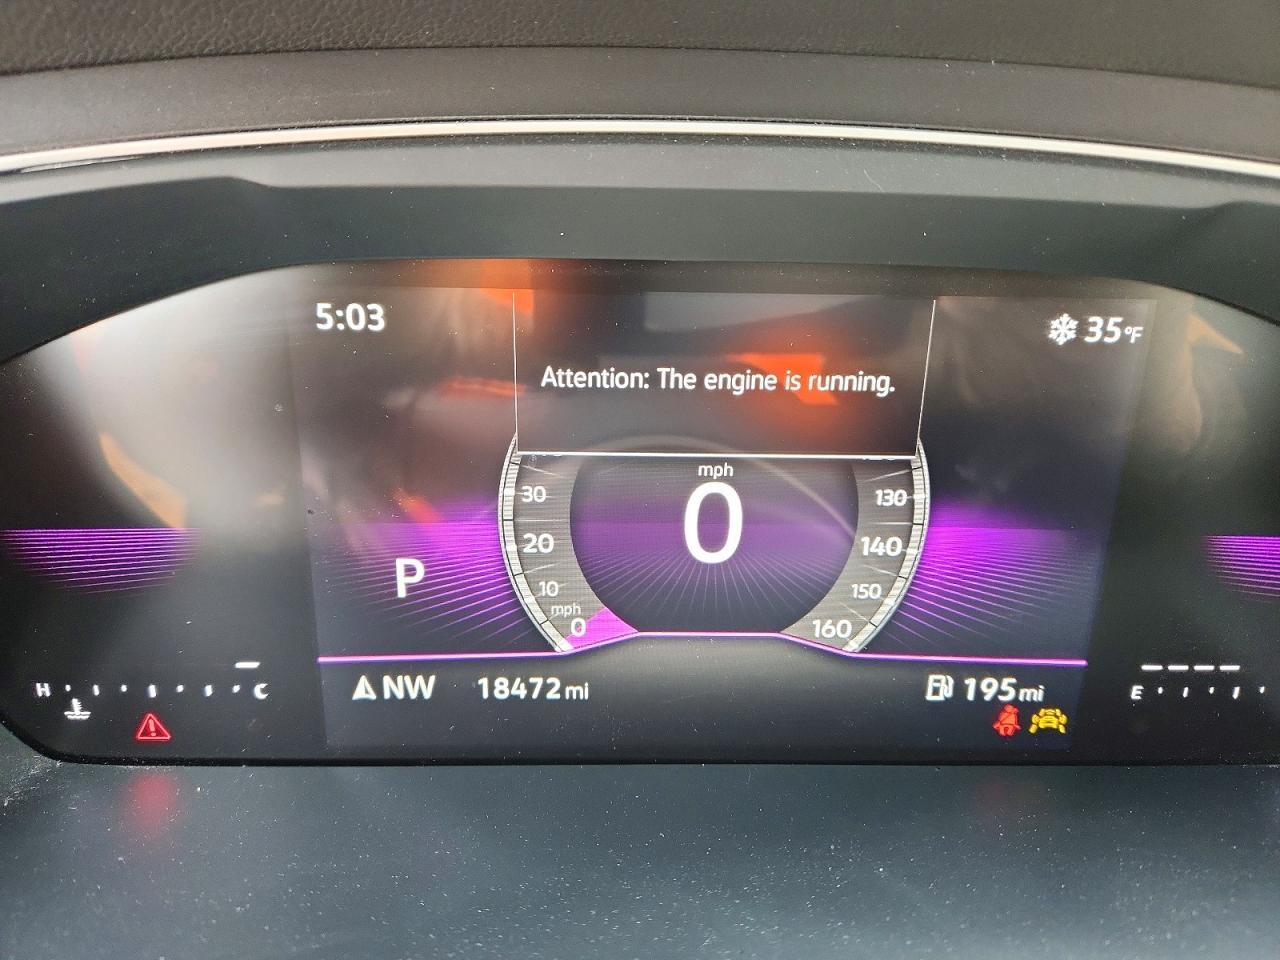 5:03
35°F
Attention: The engine is running.
mph
0
30
20
10
mph
0
130
140
150
160
P
NW
18472 mi
195 mi
H
C
E